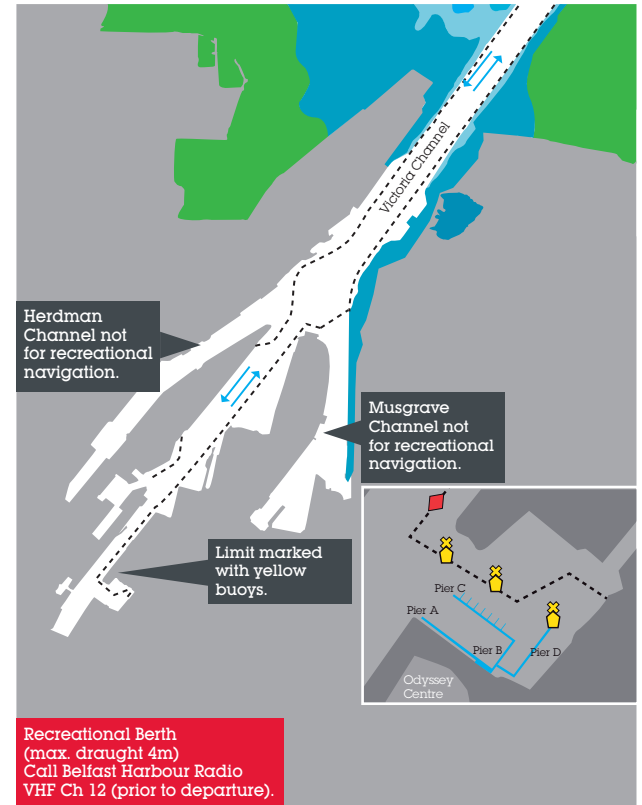 Victoria Channel
Herdman
Channel not
for recreational
navigation.
Musgrave
Channel not
for recreational
navigation.
Limit marked
with yellow
buoys.
Pier C
Pier A
Pier B
Pier D
Odyssey
Centre
Recreational Berth
(max. draught 4m)
Call Belfast Harbour Radio
VHF Ch 12 (prior to departure).